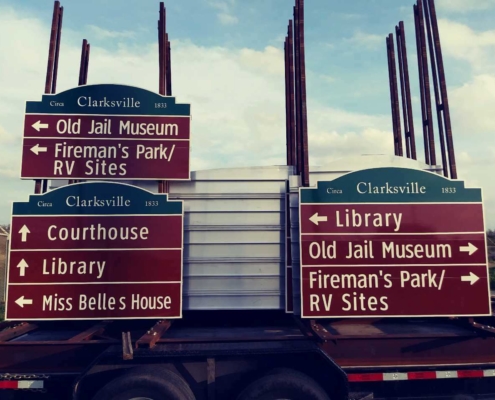 Circa Clarksville 1833
← Old Jail Museum
← Fireman's Park/
RV Sites
Circa Clarksville 1833
↑ Courthouse
↑ Library
← Miss Belle's House
Circa Clarksville 1833
← Library
Old Jail Museum →
Fireman's Park/ →
RV Sites